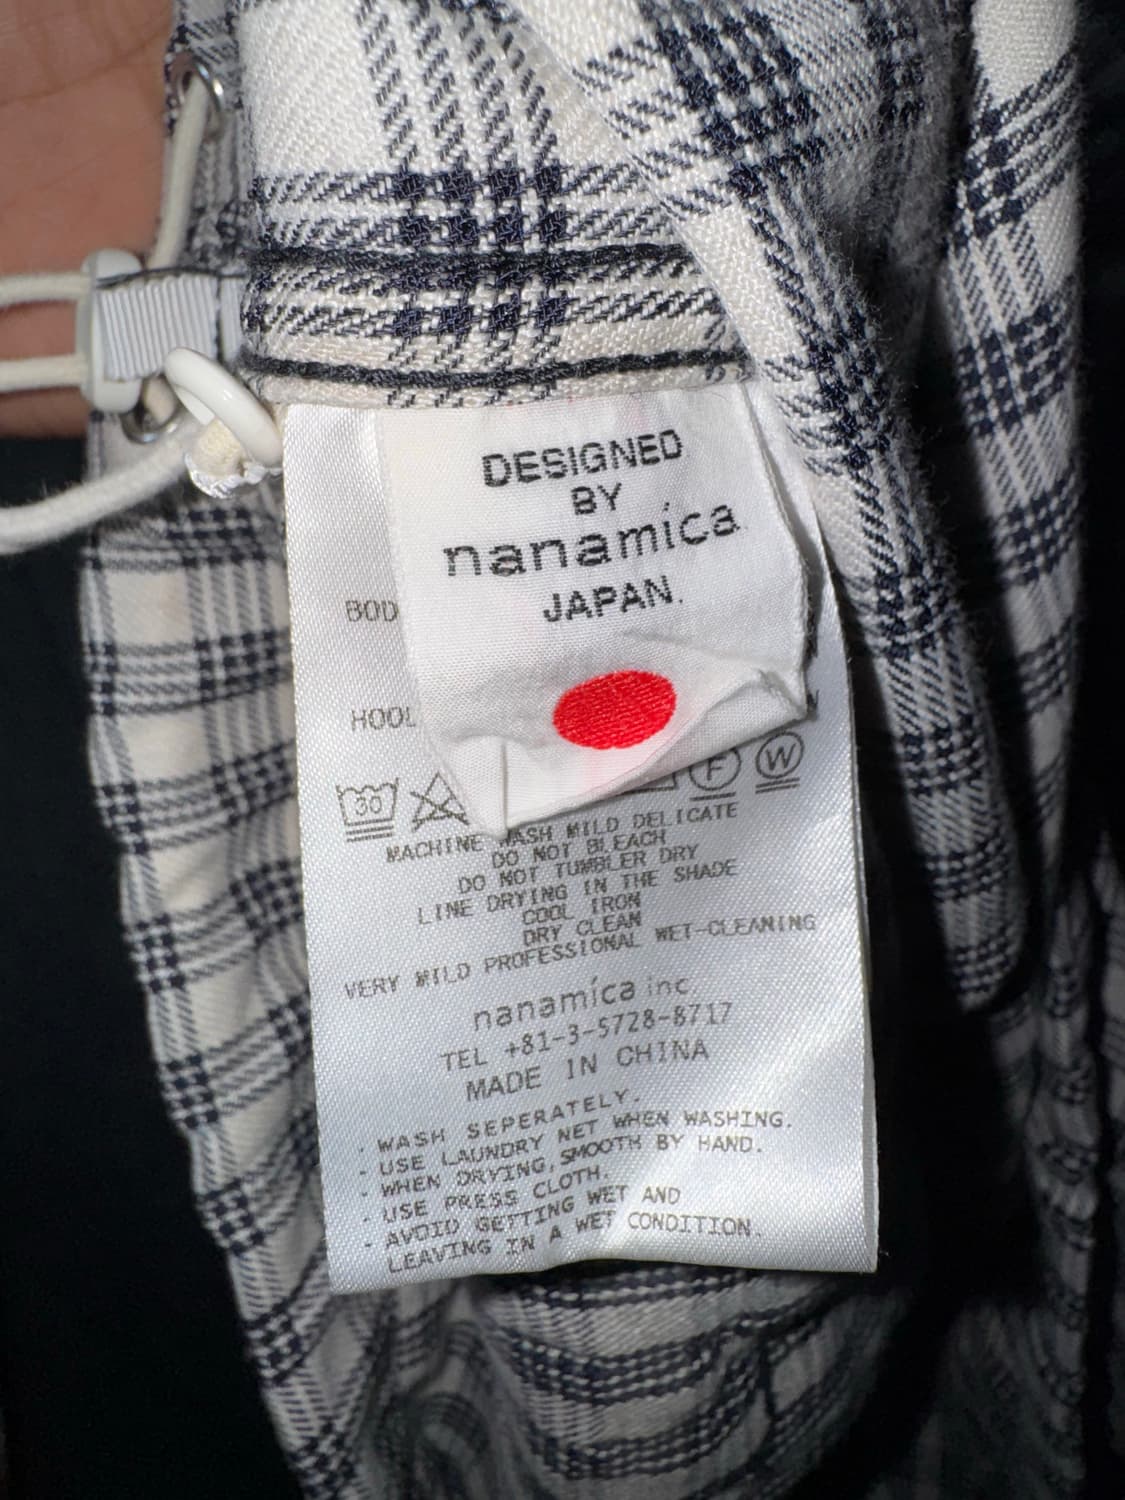 DESIGNED
BY
nanamica
JAPAN.
30
F
W
MACHINE WASH MILD DELICATE
DO NOT BLEACH
DO NOT TUMBLER DRY
LINE DRYING IN THE SHADE
COOL IRON
DRY CLEAN
VERY MILD PROFESSIONAL WET-CLEANING
nanamica inc.
TEL +81-3-5728-8717
MADE IN CHINA
. WASH SEPERATELY.
- USE LAUNDRY NET WHEN WASHING.
- WHEN DRYING, SMOOTH BY HAND.
- USE PRESS CLOTH.
- AVOID GETTING WET AND
LEAVING IN A WET CONDITION.